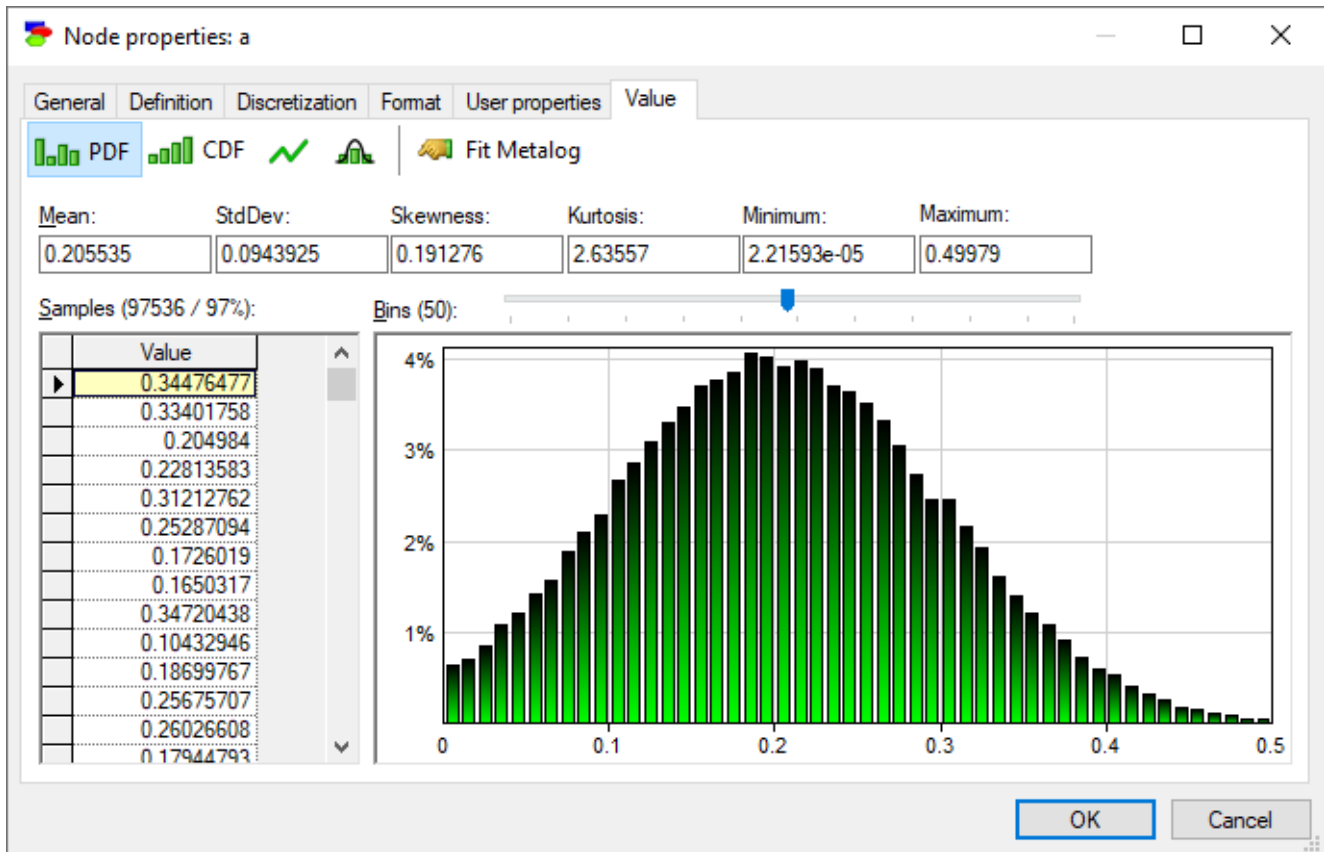 Node properties: a
General Definition Discretization Format User properties Value
PDF CDF Fit Metalog
Mean: StdDev: Skewness: Kurtosis: Minimum: Maximum:
0.205535 0.0943925 0.191276 2.63557 2.21593e-05 0.49979
Samples (97536 / 97%): Bins (50):
Value
0.34476477
0.33401758
0.204984
0.22813583
0.31212762
0.25287094
0.1726019
0.1650317
0.34720438
0.10432946
0.18699767
0.25675707
0.26026608
0.17944793
4%
3%
2%
1%
0 0.1 0.2 0.3 0.4 0.5
OK Cancel